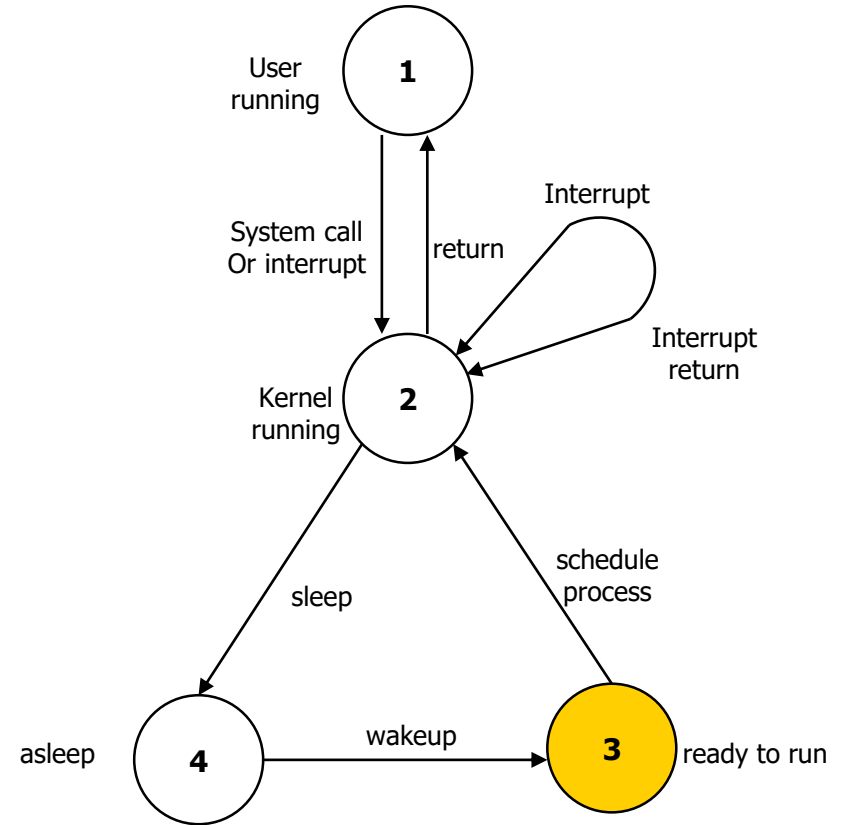 User
running
1
System call
Or interrupt
return
Interrupt
Interrupt
return
Kernel
running
2
sleep
schedule
process
asleep
4
wakeup
3
ready to run